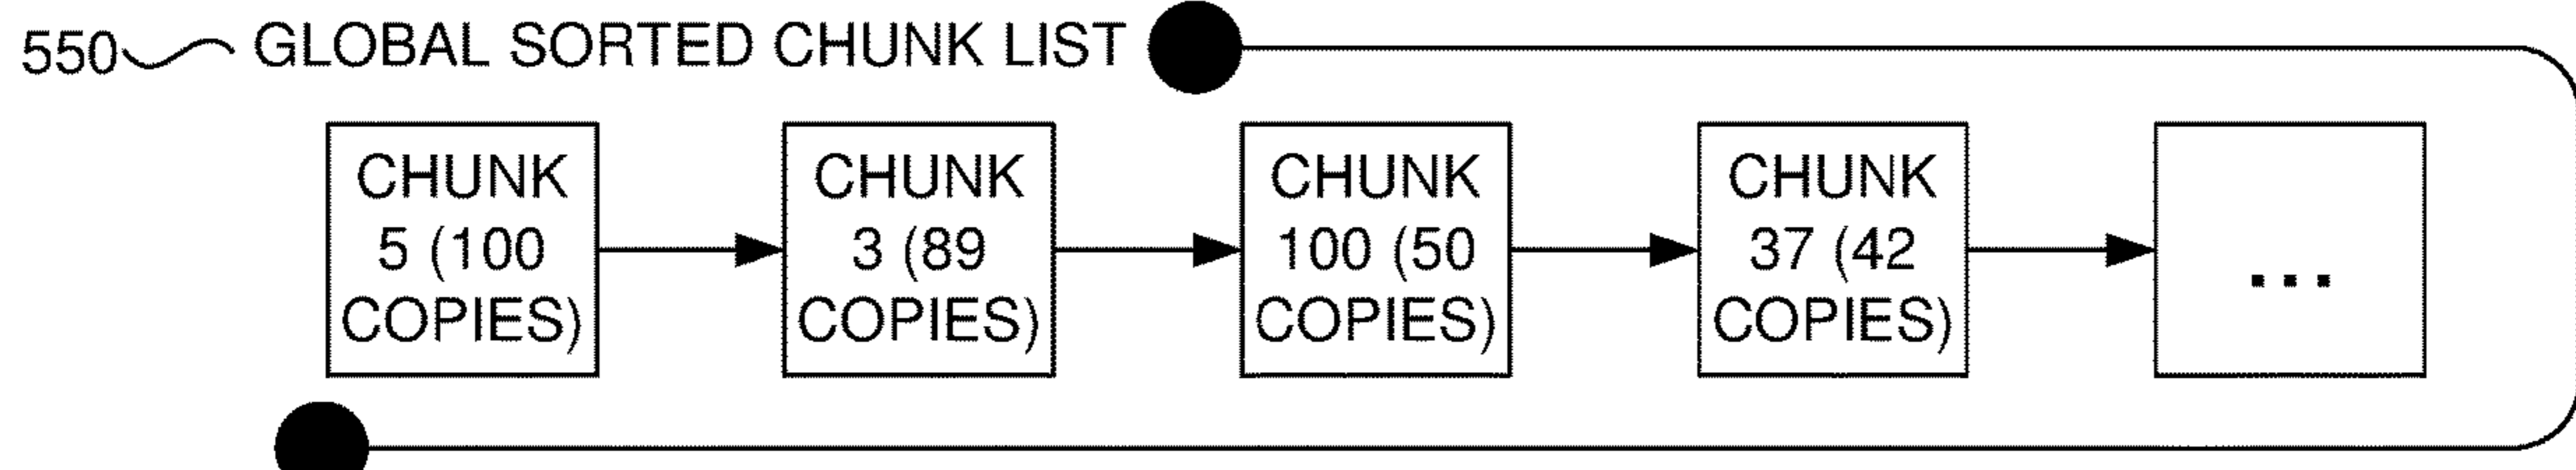 550 GLOBAL SORTED CHUNK LIST
CHUNK
5 (100
COPIES)
CHUNK
3 (89
COPIES)
CHUNK
100 (50
COPIES)
CHUNK
37 (42
COPIES)
...